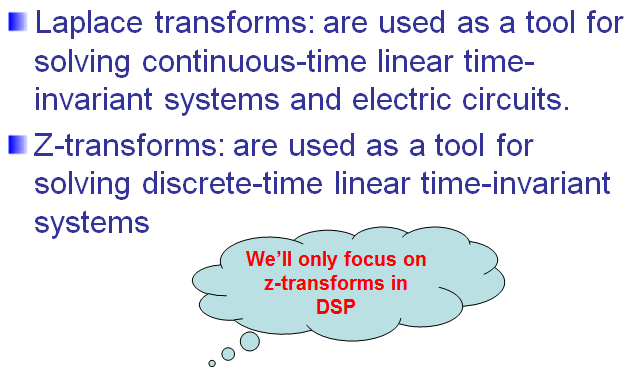 Laplace transforms: are used as a tool for
solving continuous-time linear time-
invariant systems and electric circuits.
Z-transforms: are used as a tool for
solving discrete-time linear time-invariant
systems
We'll only focus on
z-transforms in
DSP